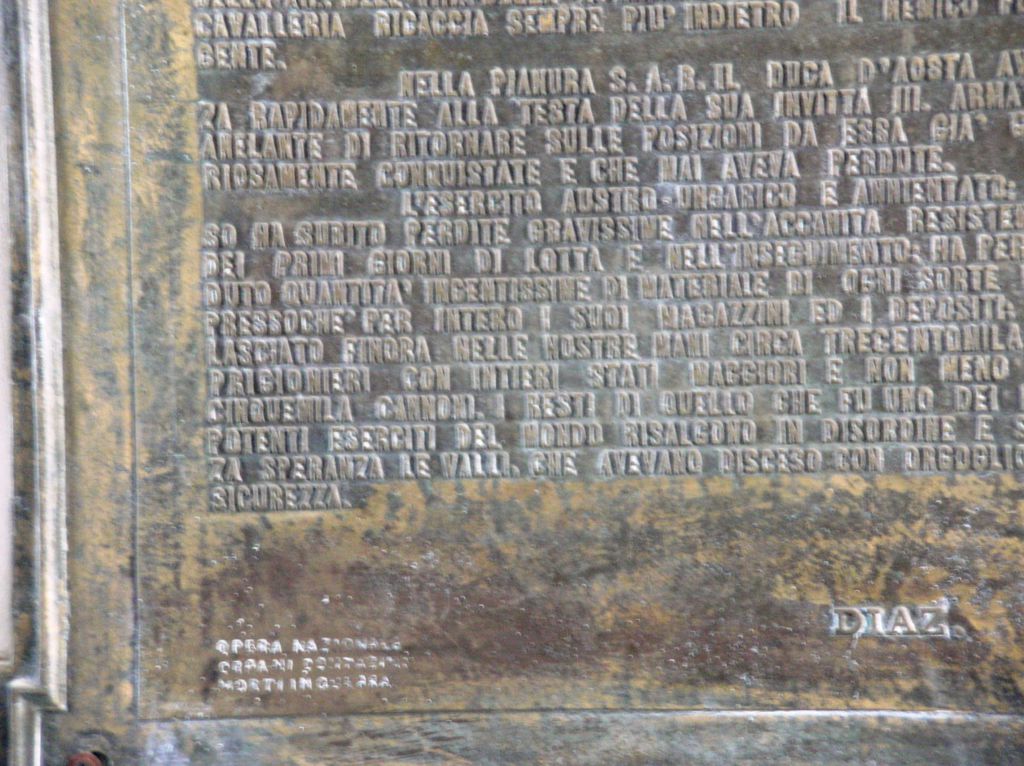 CAVALLERIA RICACCIA SEMPRE PIU' INDIETRO IL NEMICO
GENTE.
NELLA PIANURA S.A.R. IL DUCA D'AOSTA
ZA RAPIDAMENTE ALLA TESTA DELLA SUA INVITTA III. ARMA
ANELANTE DI RITORNARE SULLE POSIZIONI DA ESSA GIA'
RIOSAMENTE CONQUISTATE E CHE MAI AVEVA PERDUTE.
L'ESERCITO AUSTRO-UNGARICO E' ANNIENTATO:
SO HA SUBITO PERDITE GRAVISSIME NELL'ACCANITA RESISTE
DEI PRIMI GIORNI DI LOTTA E NELL'INSEGUIMENTO: HA PER
DUTO QUANTITA' INGENTISSIME DI MATERIALE DI OGNI SORTE
PRESSOCHE' PER INTERO I SUOI MAGAZZINI ED I DEPOSITI:
LASCIATO FINORA NELLE NOSTRE MANI CIRCA TRECENTOMILA
PRIGIONIERI CON INTIERI STATI MAGGIORI E NON MENO
CINQUEMILA CANNONI. I RESTI DI QUELLO CHE FU UNO DEI
POTENTI ESERCITI DEL MONDO RISALGONO IN DISORDINE E S
ZA SPERANZA LE VALLI, CHE AVEVANO DISCESO CON ORGOGLIO
SICUREZZA.
DIAZ.
OPERA NAZIONALE
ORFANI CONTADINI
MORTI IN GUERRA